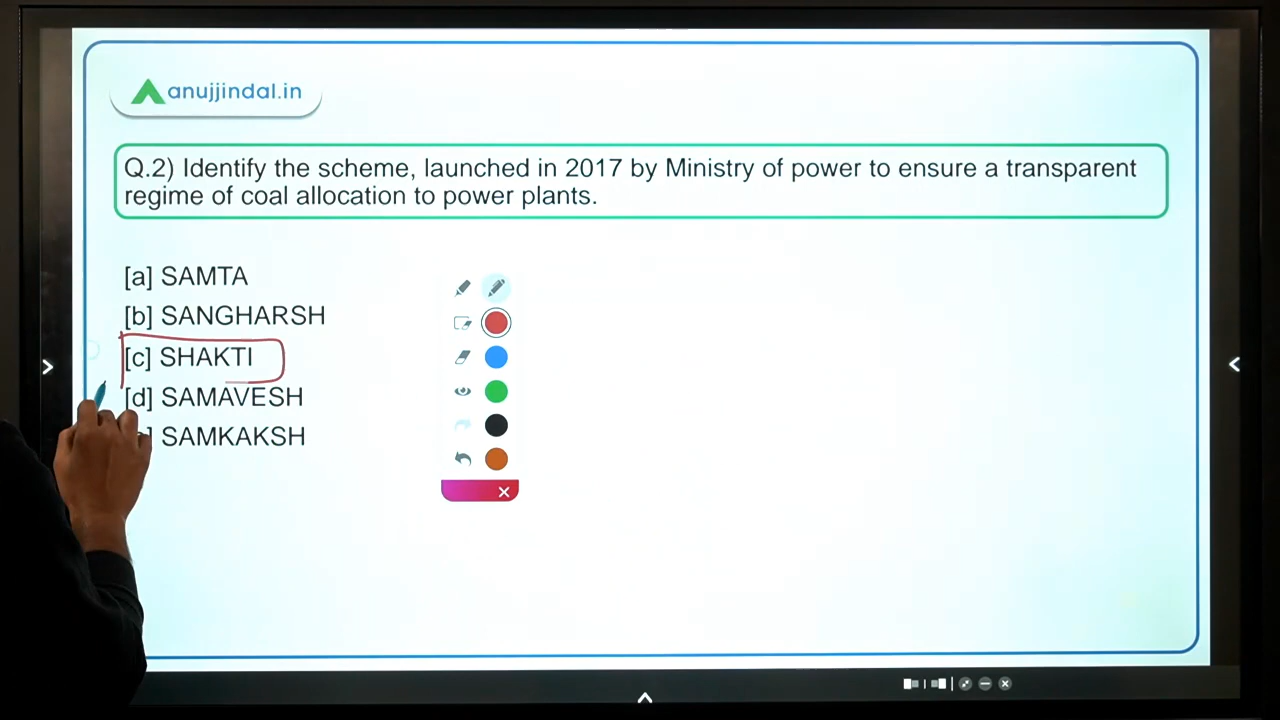 anujjindal.in
Q.2) Identify the scheme, launched in 2017 by Ministry of power to ensure a transparent
regime of coal allocation to power plants.
[a] SAMTA
[b] SANGHARSH
[c] SHAKTI
[d] SAMAVESH
SAMKAKSH